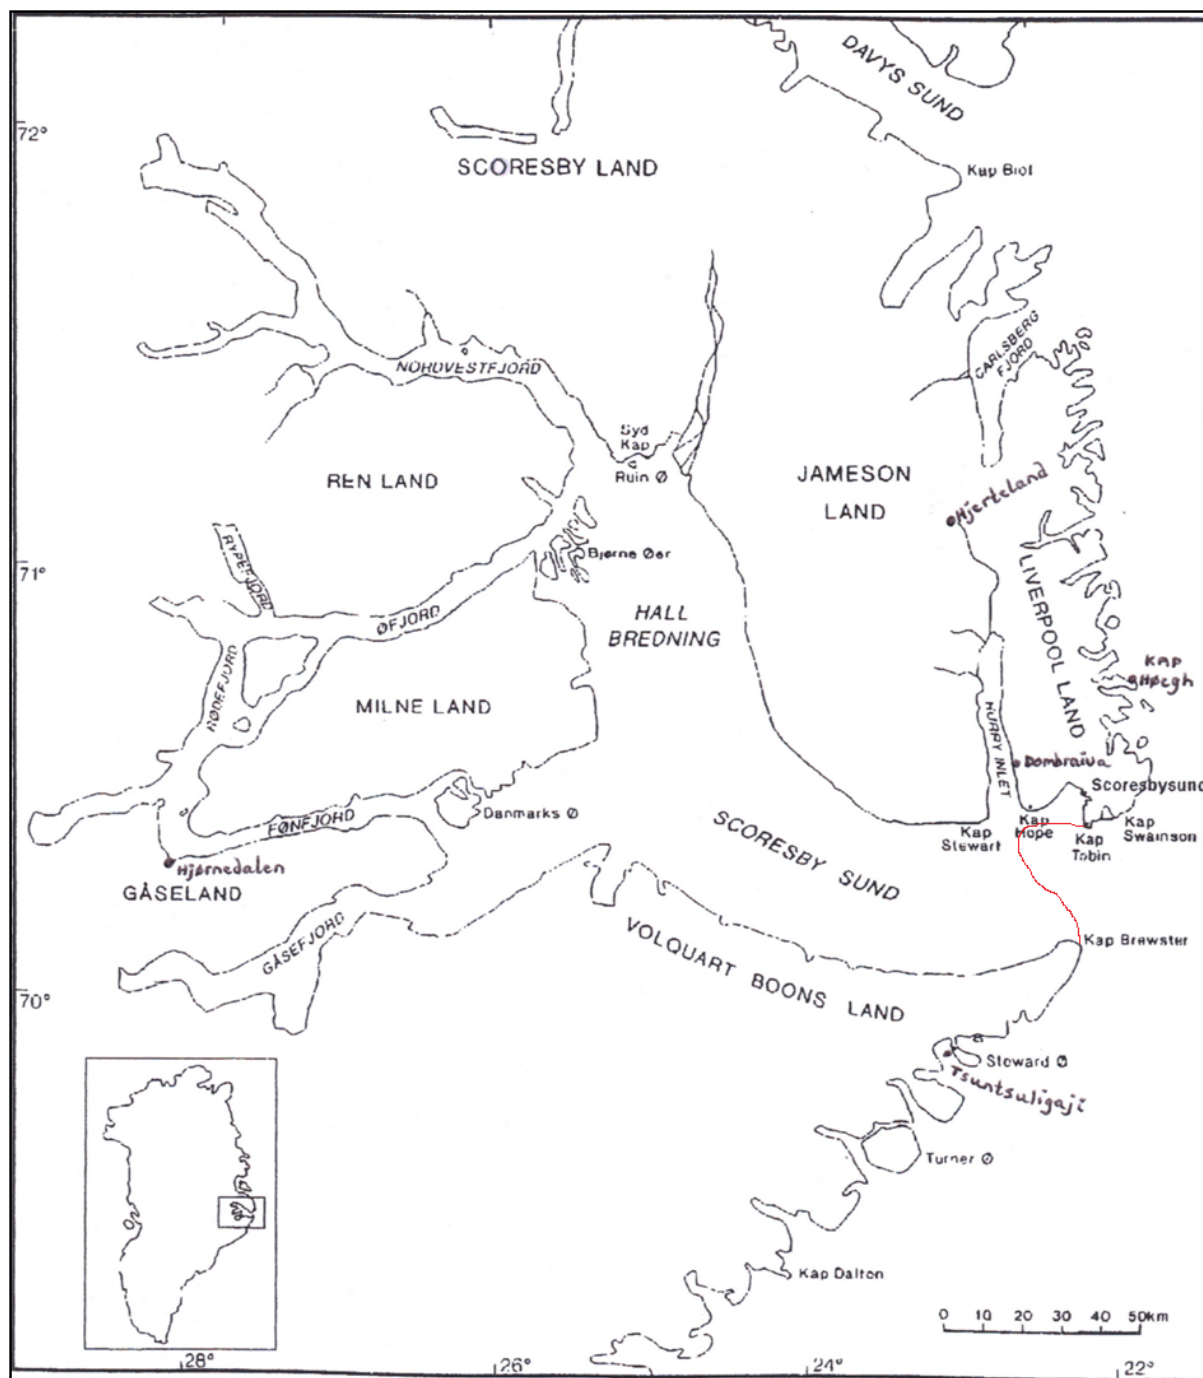 DAVYS SUND
72°
SCORESBY LAND
Kap Biot
CARLSBERG
FJORD
NORDVESTFJORD
Syd
Kap
Ruin Ø
REN LAND
JAMESON
LAND
Hjerteland
RYPEFJORD
Bjørne Øer
71°
ØFJORD
HALL
BREDNING
LIVERPOOL LAND
KAP
Høegh
RØDEFJORD
MILNE LAND
HURRY INLET
Dombraiva
Scoresbysund
FØNFJORD
Danmarks Ø
Kap
Stewart
Kap
Hope
Kap
Tobin
Kap
Swainson
SCORESBY SUND
Hjørnedalen
GÅSELAND
GÅSEFJORD
VOLQUART BOONS LAND
Kap Brewster
70°
Steward Ø
Tsuntsuligaji
Turner Ø
Kap Dalton
0 10 20 30 40 50km
28° 26° 24° 22°